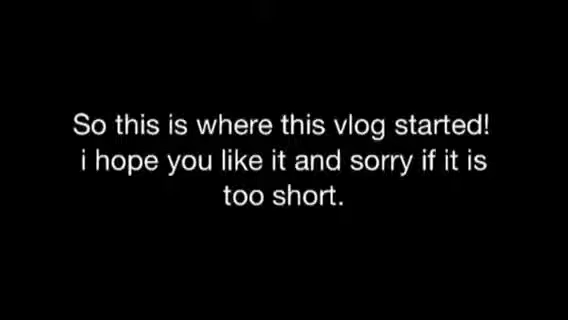 So this is where this vlog started!
i hope you like it and sorry if it is
too short.